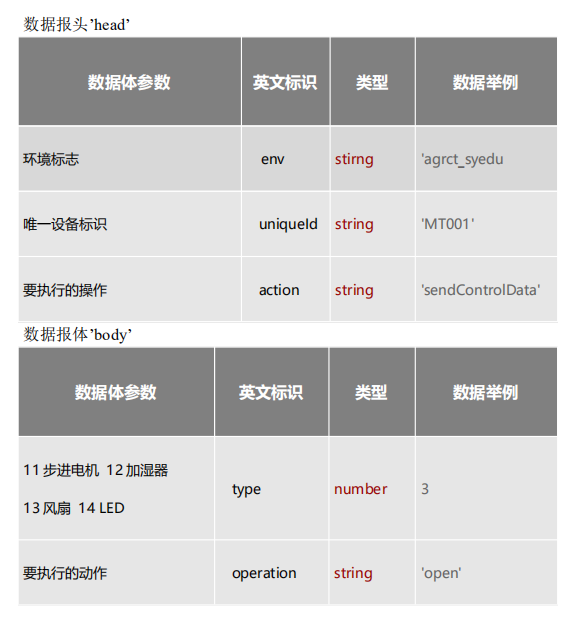 数据报头’head’
数据体参数 英文标识 类型 数据举例
环境标志 env stirng 'agrct_syedu
唯一设备标识 uniqueId string 'MT001'
要执行的操作 action string 'sendControlData'
数据报体’body’
数据体参数 英文标识 类型 数据举例
11 步进电机 12 加湿器
type number 3
13 风扇 14 LED
要执行的动作 operation string 'open'